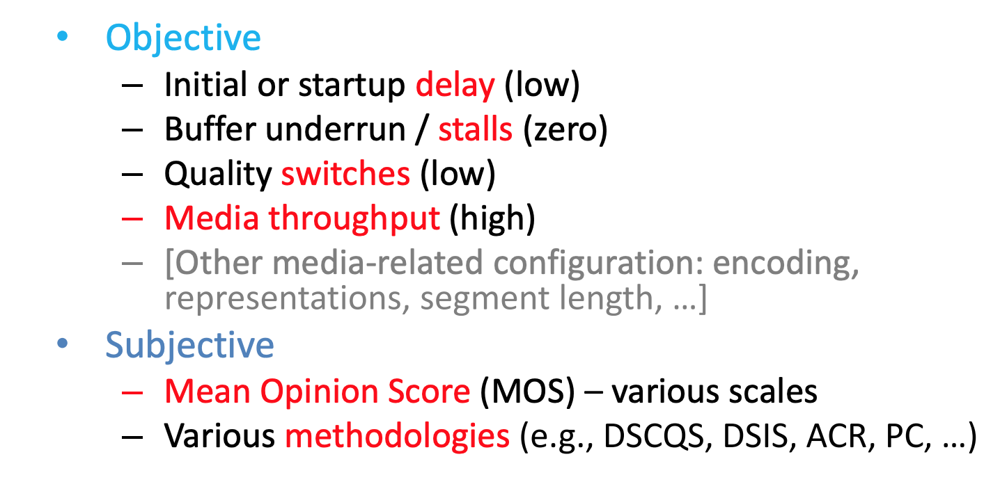 • Objective
– Initial or startup delay (low)
– Buffer underrun / stalls (zero)
– Quality switches (low)
– Media throughput (high)
– [Other media-related configuration: encoding,
representations, segment length, …]
• Subjective
– Mean Opinion Score (MOS) – various scales
– Various methodologies (e.g., DSCQS, DSIS, ACR, PC, …)